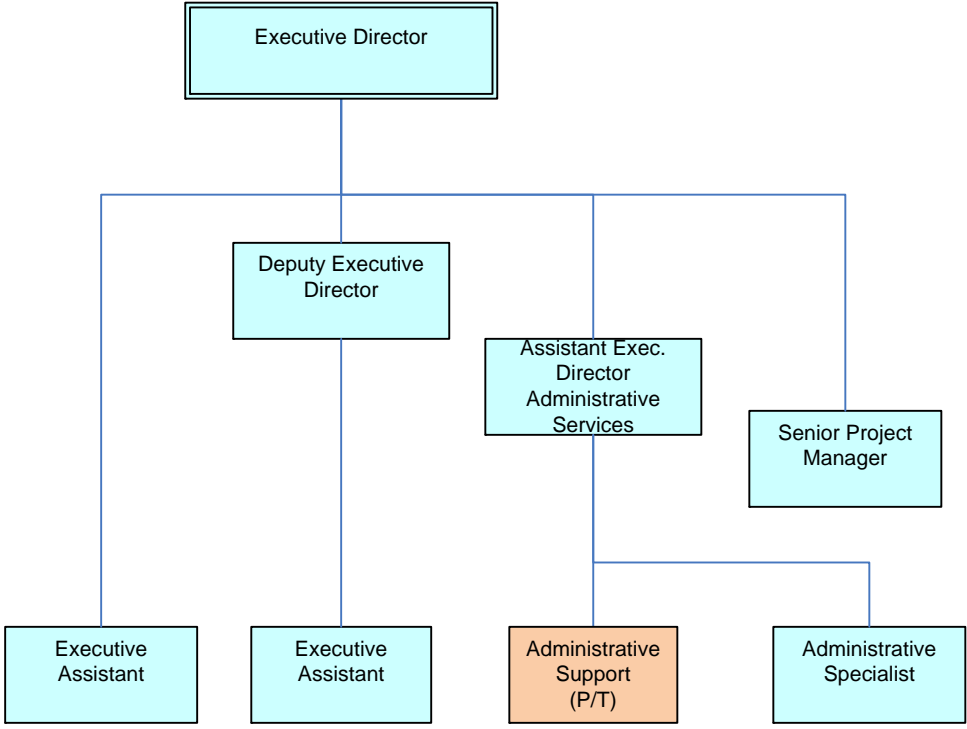 Executive Director
Deputy Executive
Director
Assistant Exec.
Director
Administrative
Services
Senior Project
Manager
Executive
Assistant
Executive
Assistant
Administrative
Support
(P/T)
Administrative
Specialist